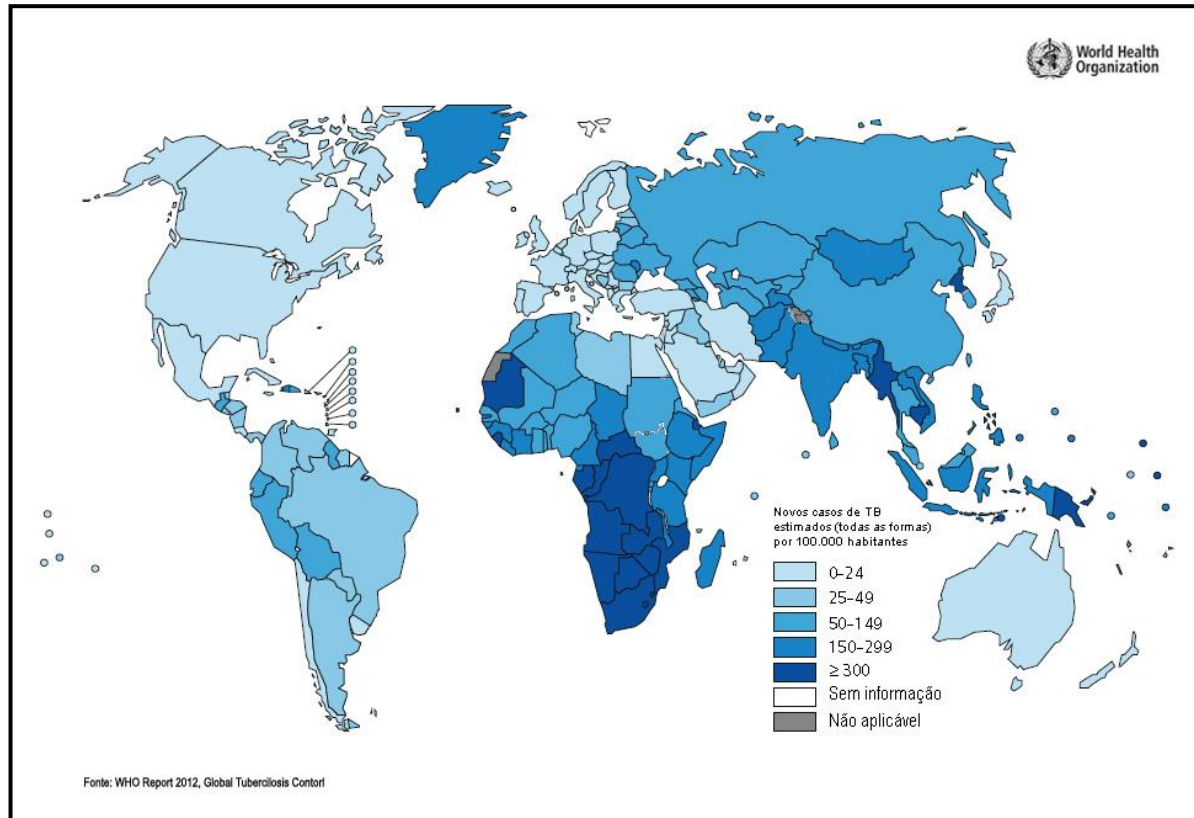 World Health
Organization
Novos casos de TB
estimados (todas as formas)
por 100.000 habitantes
0–24
25–49
50–149
150–299
≥ 300
Sem informação
Não aplicável
Fonte: WHO Report 2012, Global Tubercilosis Contorl